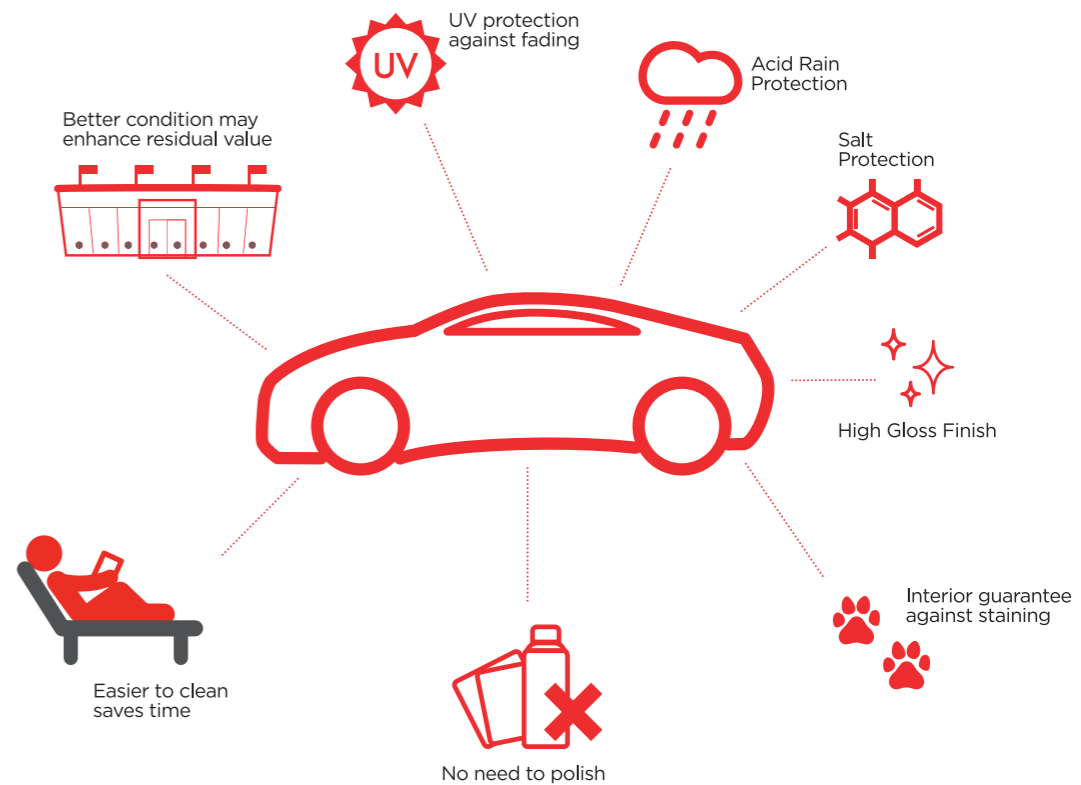 UV protection
against fading
UV
Acid Rain
Protection
Better condition may
enhance residual value
Salt
Protection
High Gloss Finish
Interior guarantee
against staining
Easier to clean
saves time
No need to polish